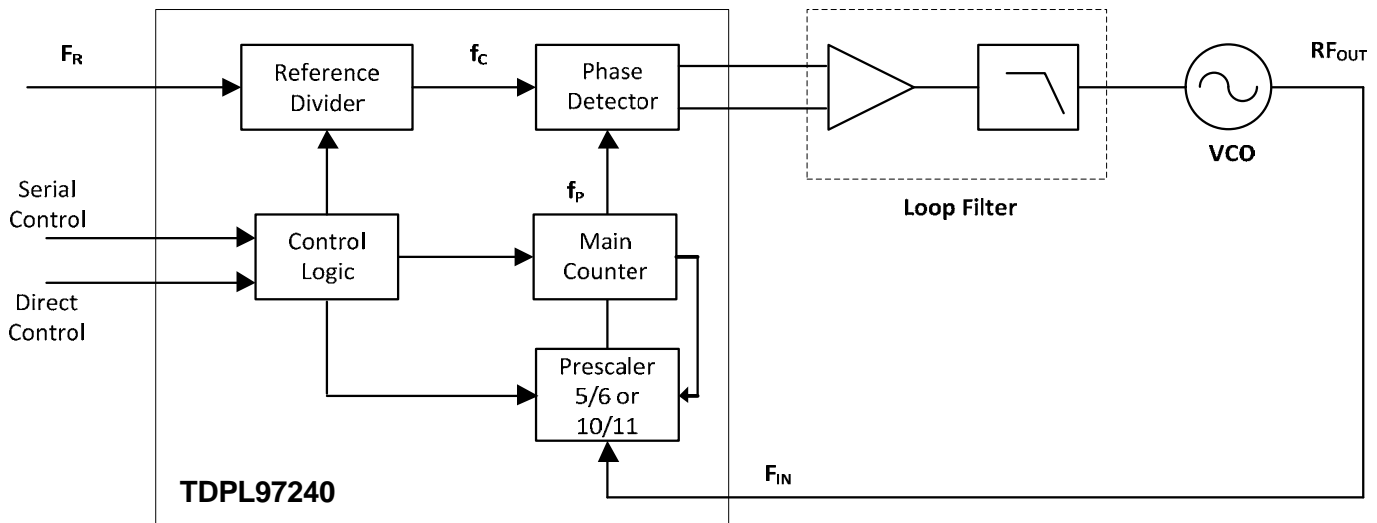 F_R
Reference
Divider
f_C
Phase
Detector
RF_OUT
VCO
Loop Filter
Serial
Control
Direct
Control
Control
Logic
f_P
Main
Counter
Prescaler
5/6 or
10/11
F_IN
TDPL97240